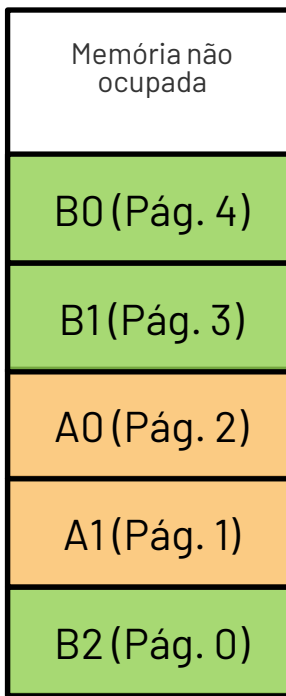 Memória não
ocupada
B0 (Pág. 4)
B1 (Pág. 3)
A0 (Pág. 2)
A1 (Pág. 1)
B2 (Pág. 0)